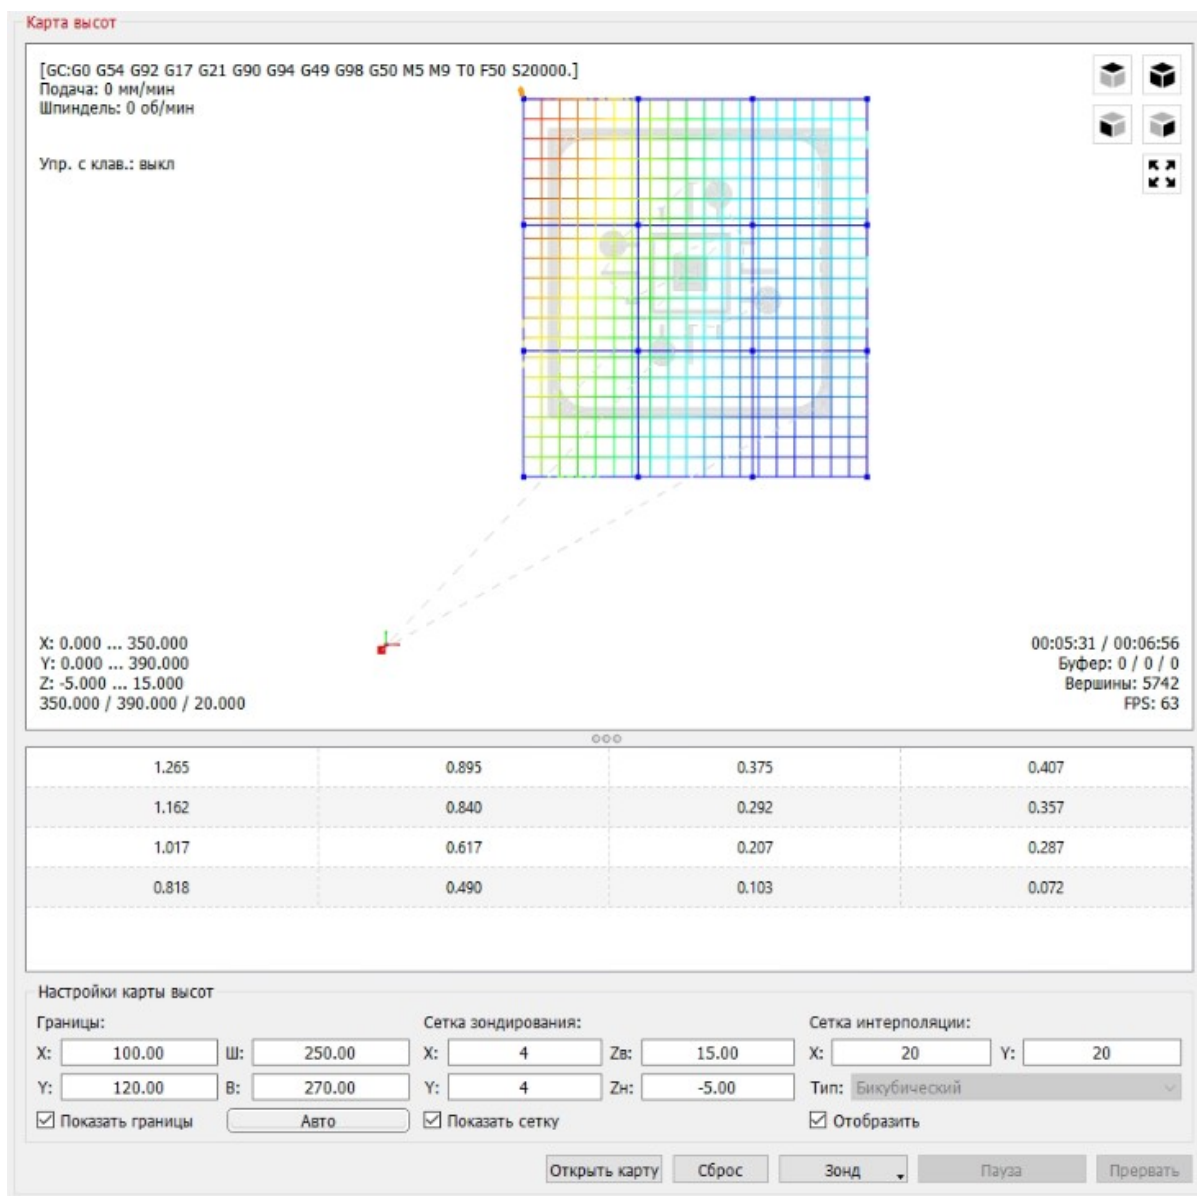 Карта высот
[GC:G0 G54 G92 G17 G21 G90 G94 G49 G98 G50 M5 M9 T0 F50 S20000.]
Подача: 0 мм/мин
Шпиндель: 0 об/мин
Упр. с клав.: выкл
X: 0.000 ... 350.000
Y: 0.000 ... 390.000
Z: -5.000 ... 15.000
350.000 / 390.000 / 20.000
00:05:31 / 00:06:56
Буфер: 0 / 0 / 0
Вершины: 5742
FPS: 63
1.265 0.895 0.375 0.407
1.162 0.840 0.292 0.357
1.017 0.617 0.207 0.287
0.818 0.490 0.103 0.072
Настройки карты высот
Границы: Сетка зондирования: Сетка интерполяции:
X: 100.00 Ш: 250.00 X: 4 Zв: 15.00 X: 20 Y: 20
Y: 120.00 В: 270.00 Y: 4 Zн: -5.00 Тип: Бикубический
Показать границы Авто Показать сетку Отобразить
Открыть карту Сброс Зонд Пауза Прервать